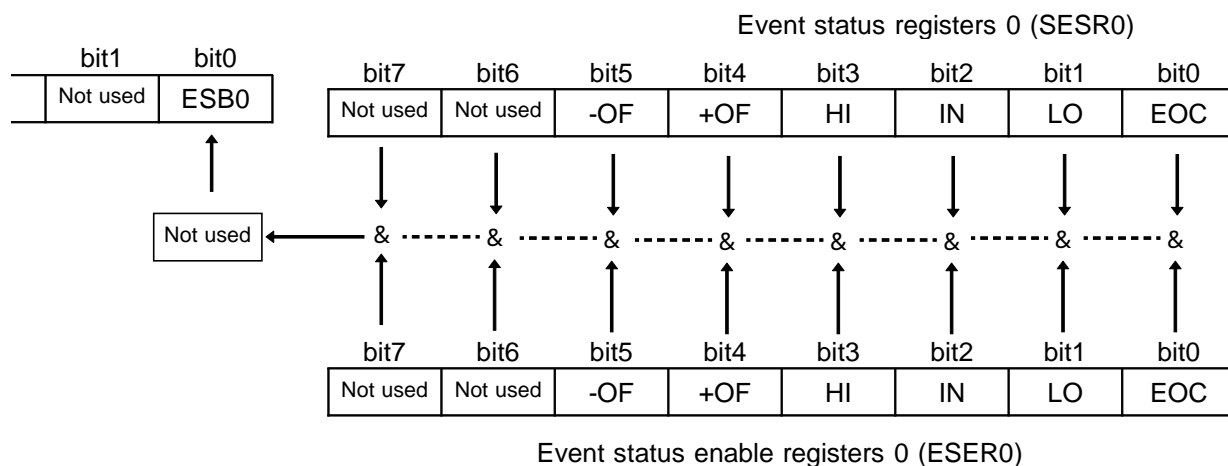 Event status registers 0 (SESR0)
bit1 bit0
bit7 bit6 bit5 bit4 bit3 bit2 bit1 bit0
Not used ESB0
Not used Not used -OF +OF HI IN LO EOC
Not used
& & & & & & & &
bit7 bit6 bit5 bit4 bit3 bit2 bit1 bit0
Not used Not used -OF +OF HI IN LO EOC
Event status enable registers 0 (ESER0)